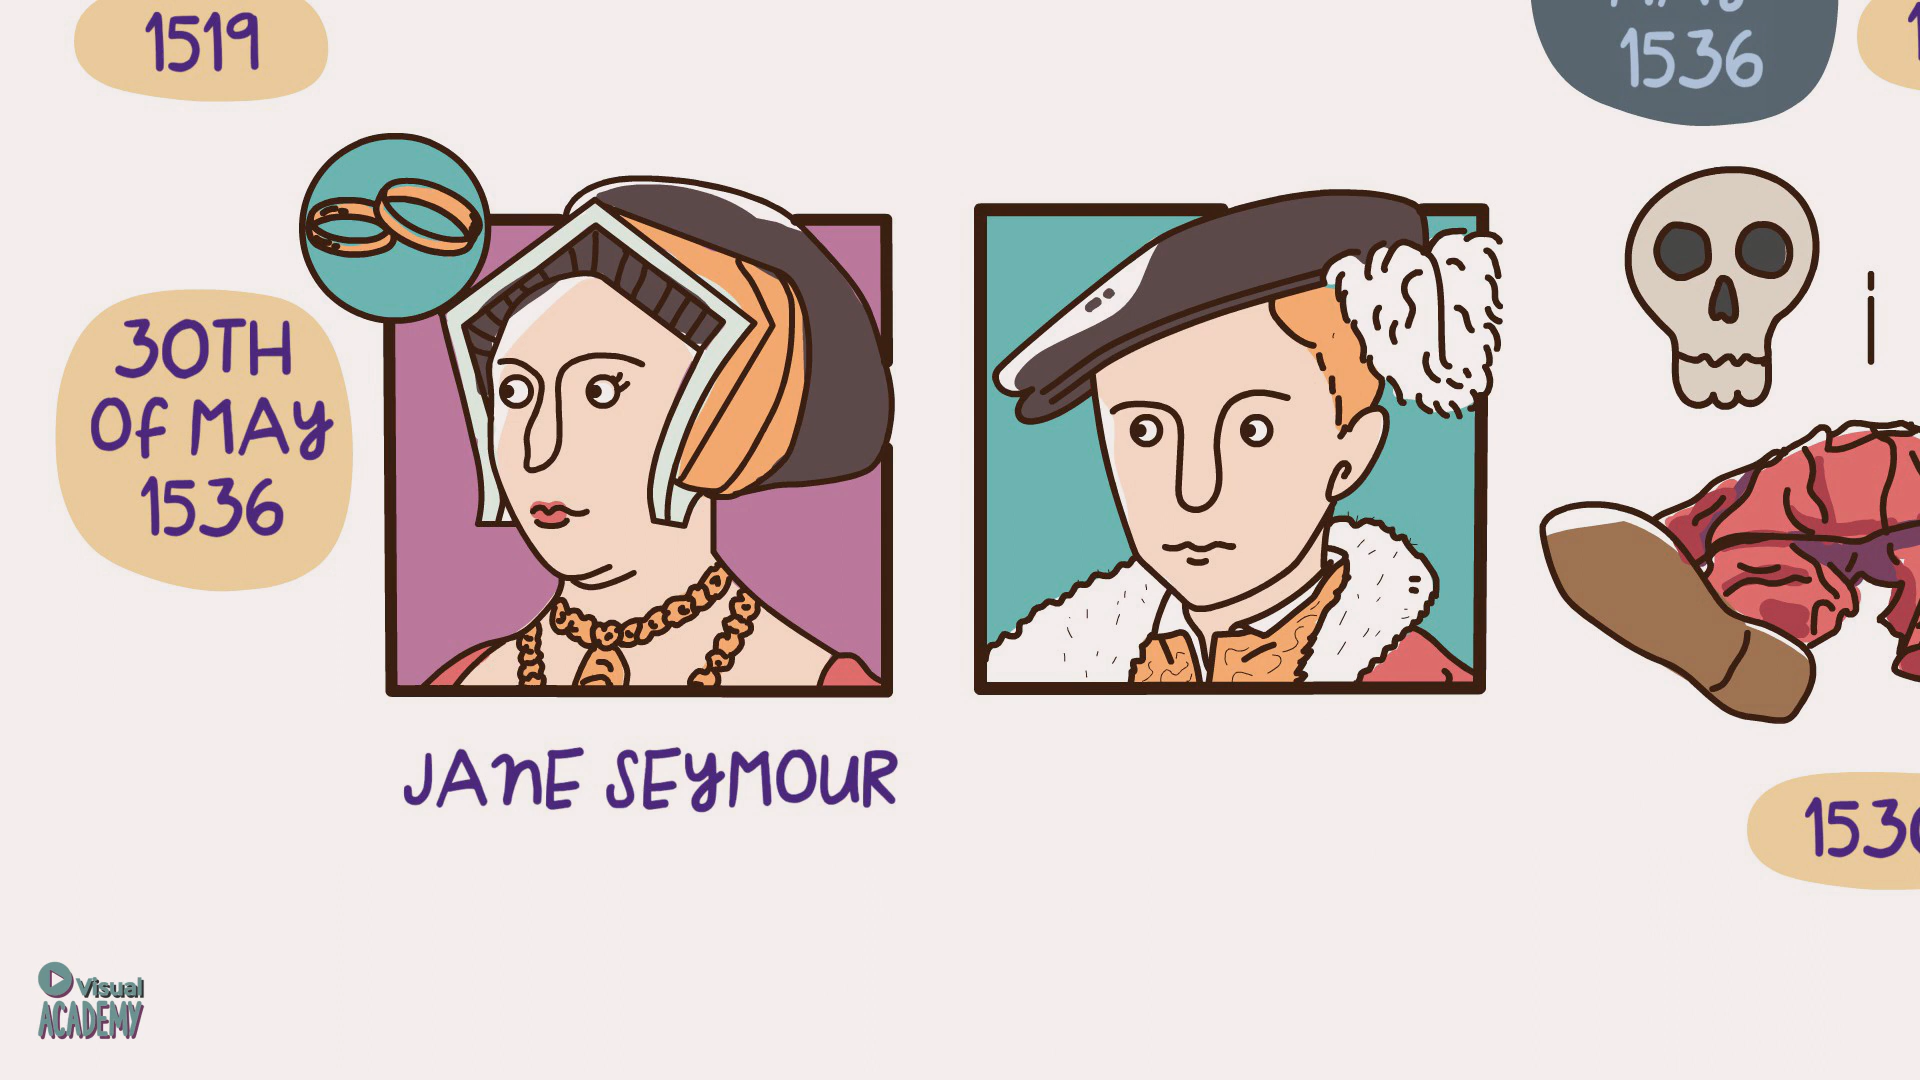 1519
1536
30TH
OF MAY
1536
JANE SEYMOUR
Visual
ACADEMY